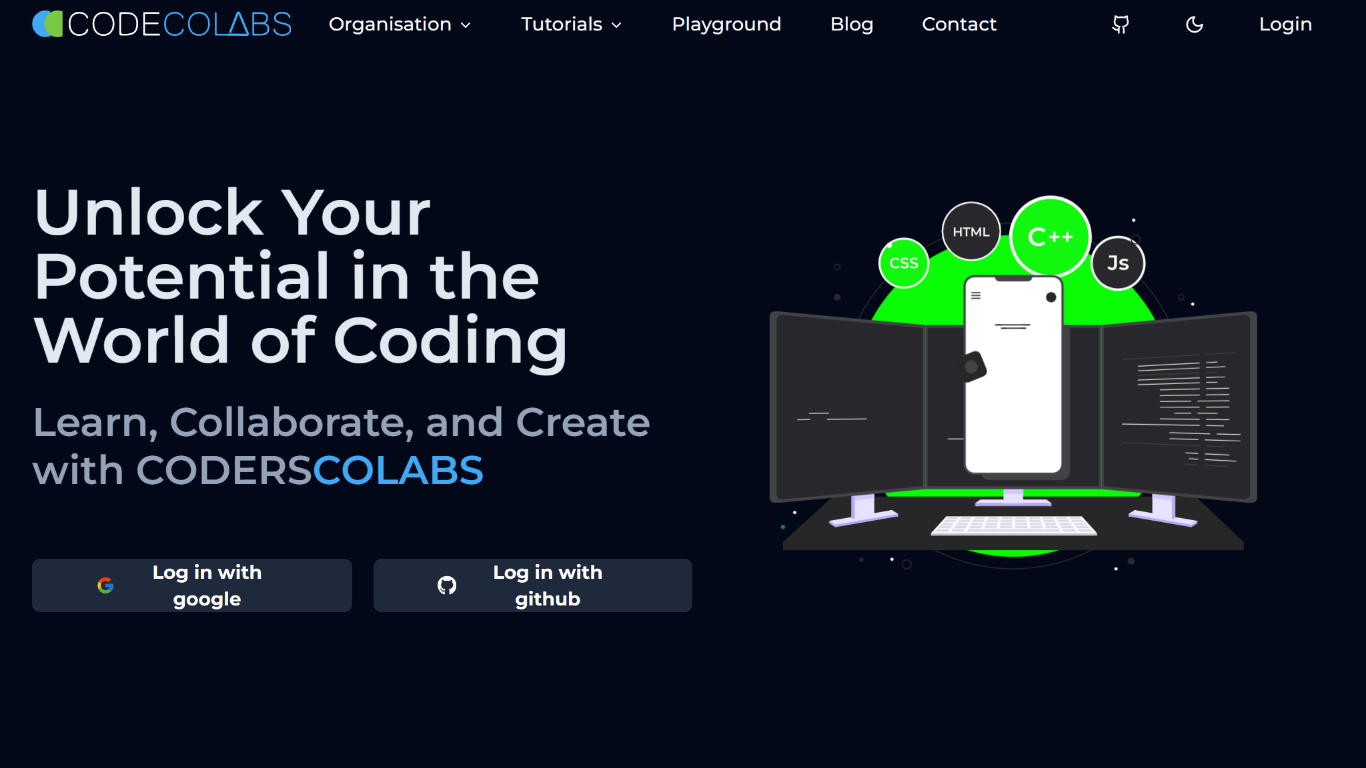 CODECOLABS
Organisation
Tutorials
Playground
Blog
Contact
Login
Unlock Your
Potential in the
World of Coding
Learn, Collaborate, and Create
with CODERSCOLABS
Log in with
google
Log in with
github
CSS
HTML
C++
Js